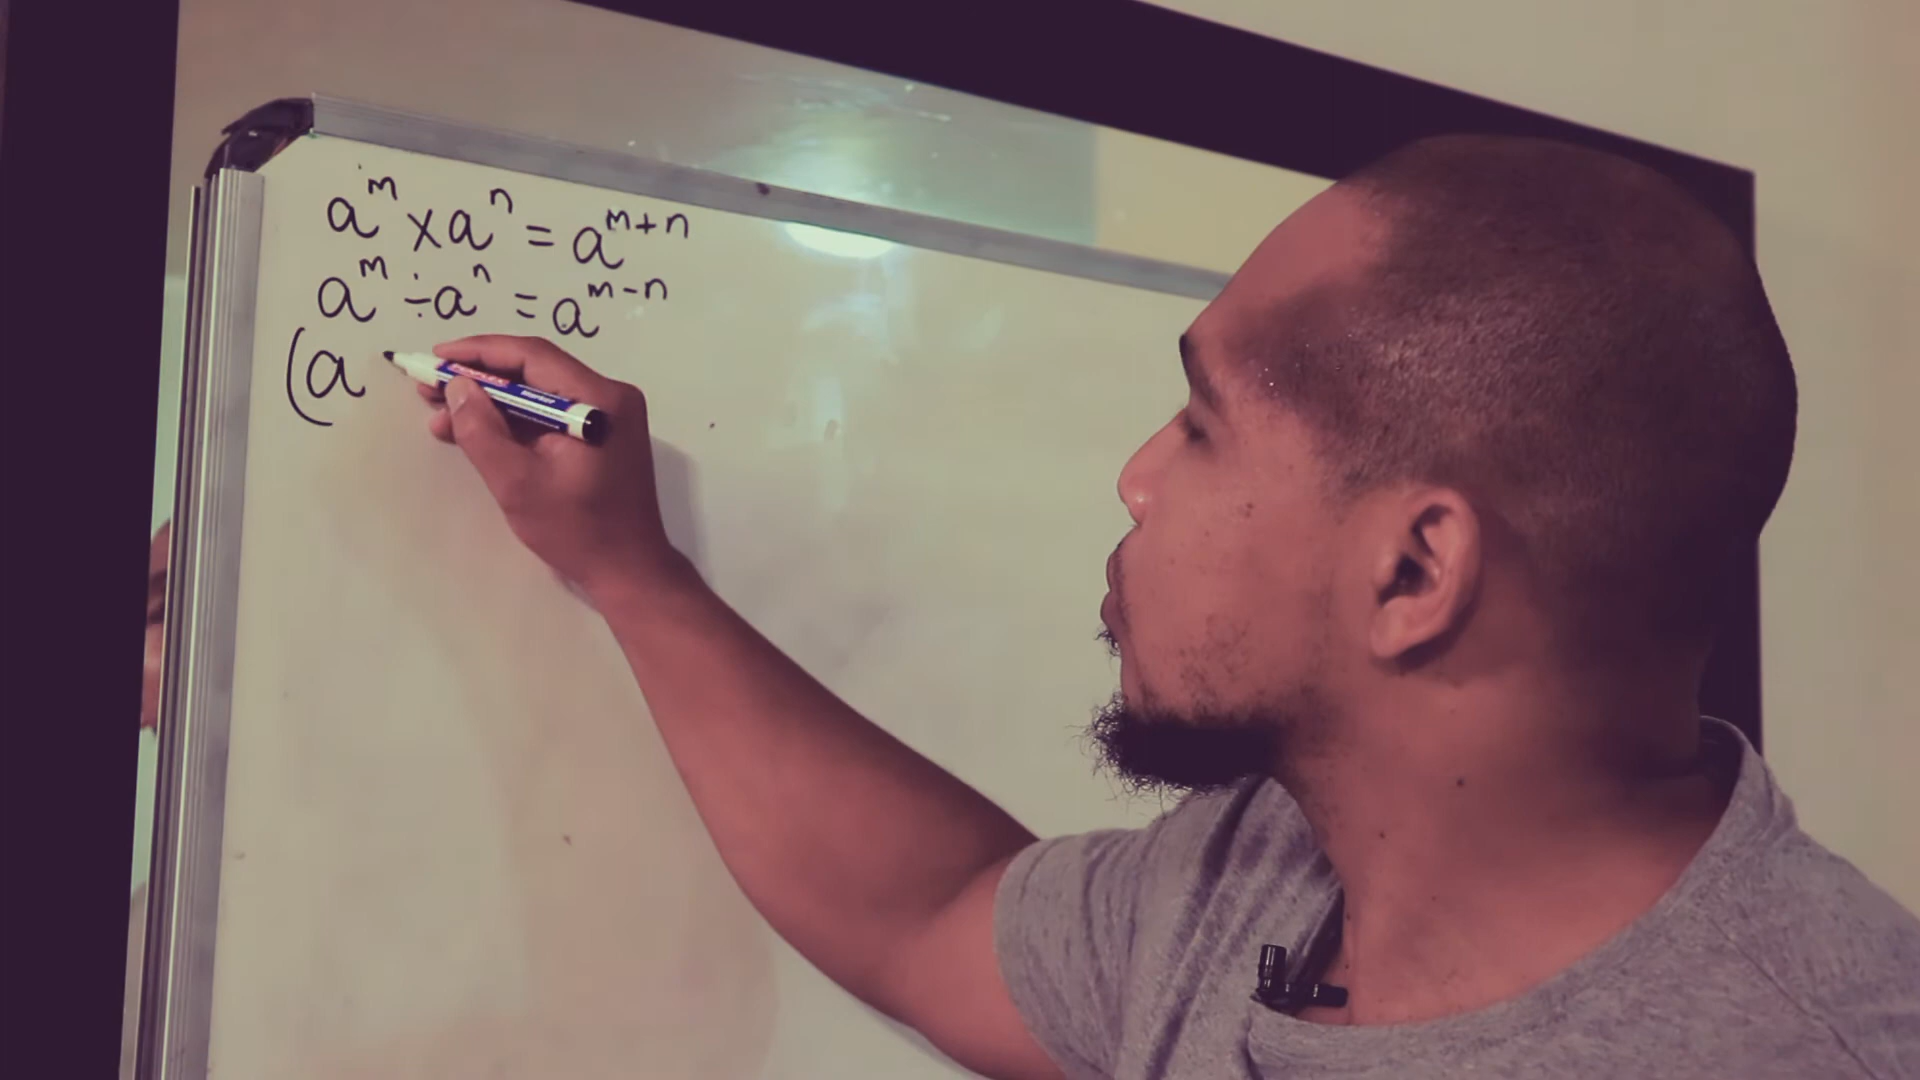 aᵐ × aⁿ = aᵐ⁺ⁿ
aᵐ ÷ aⁿ = aᵐ⁻ⁿ
(a